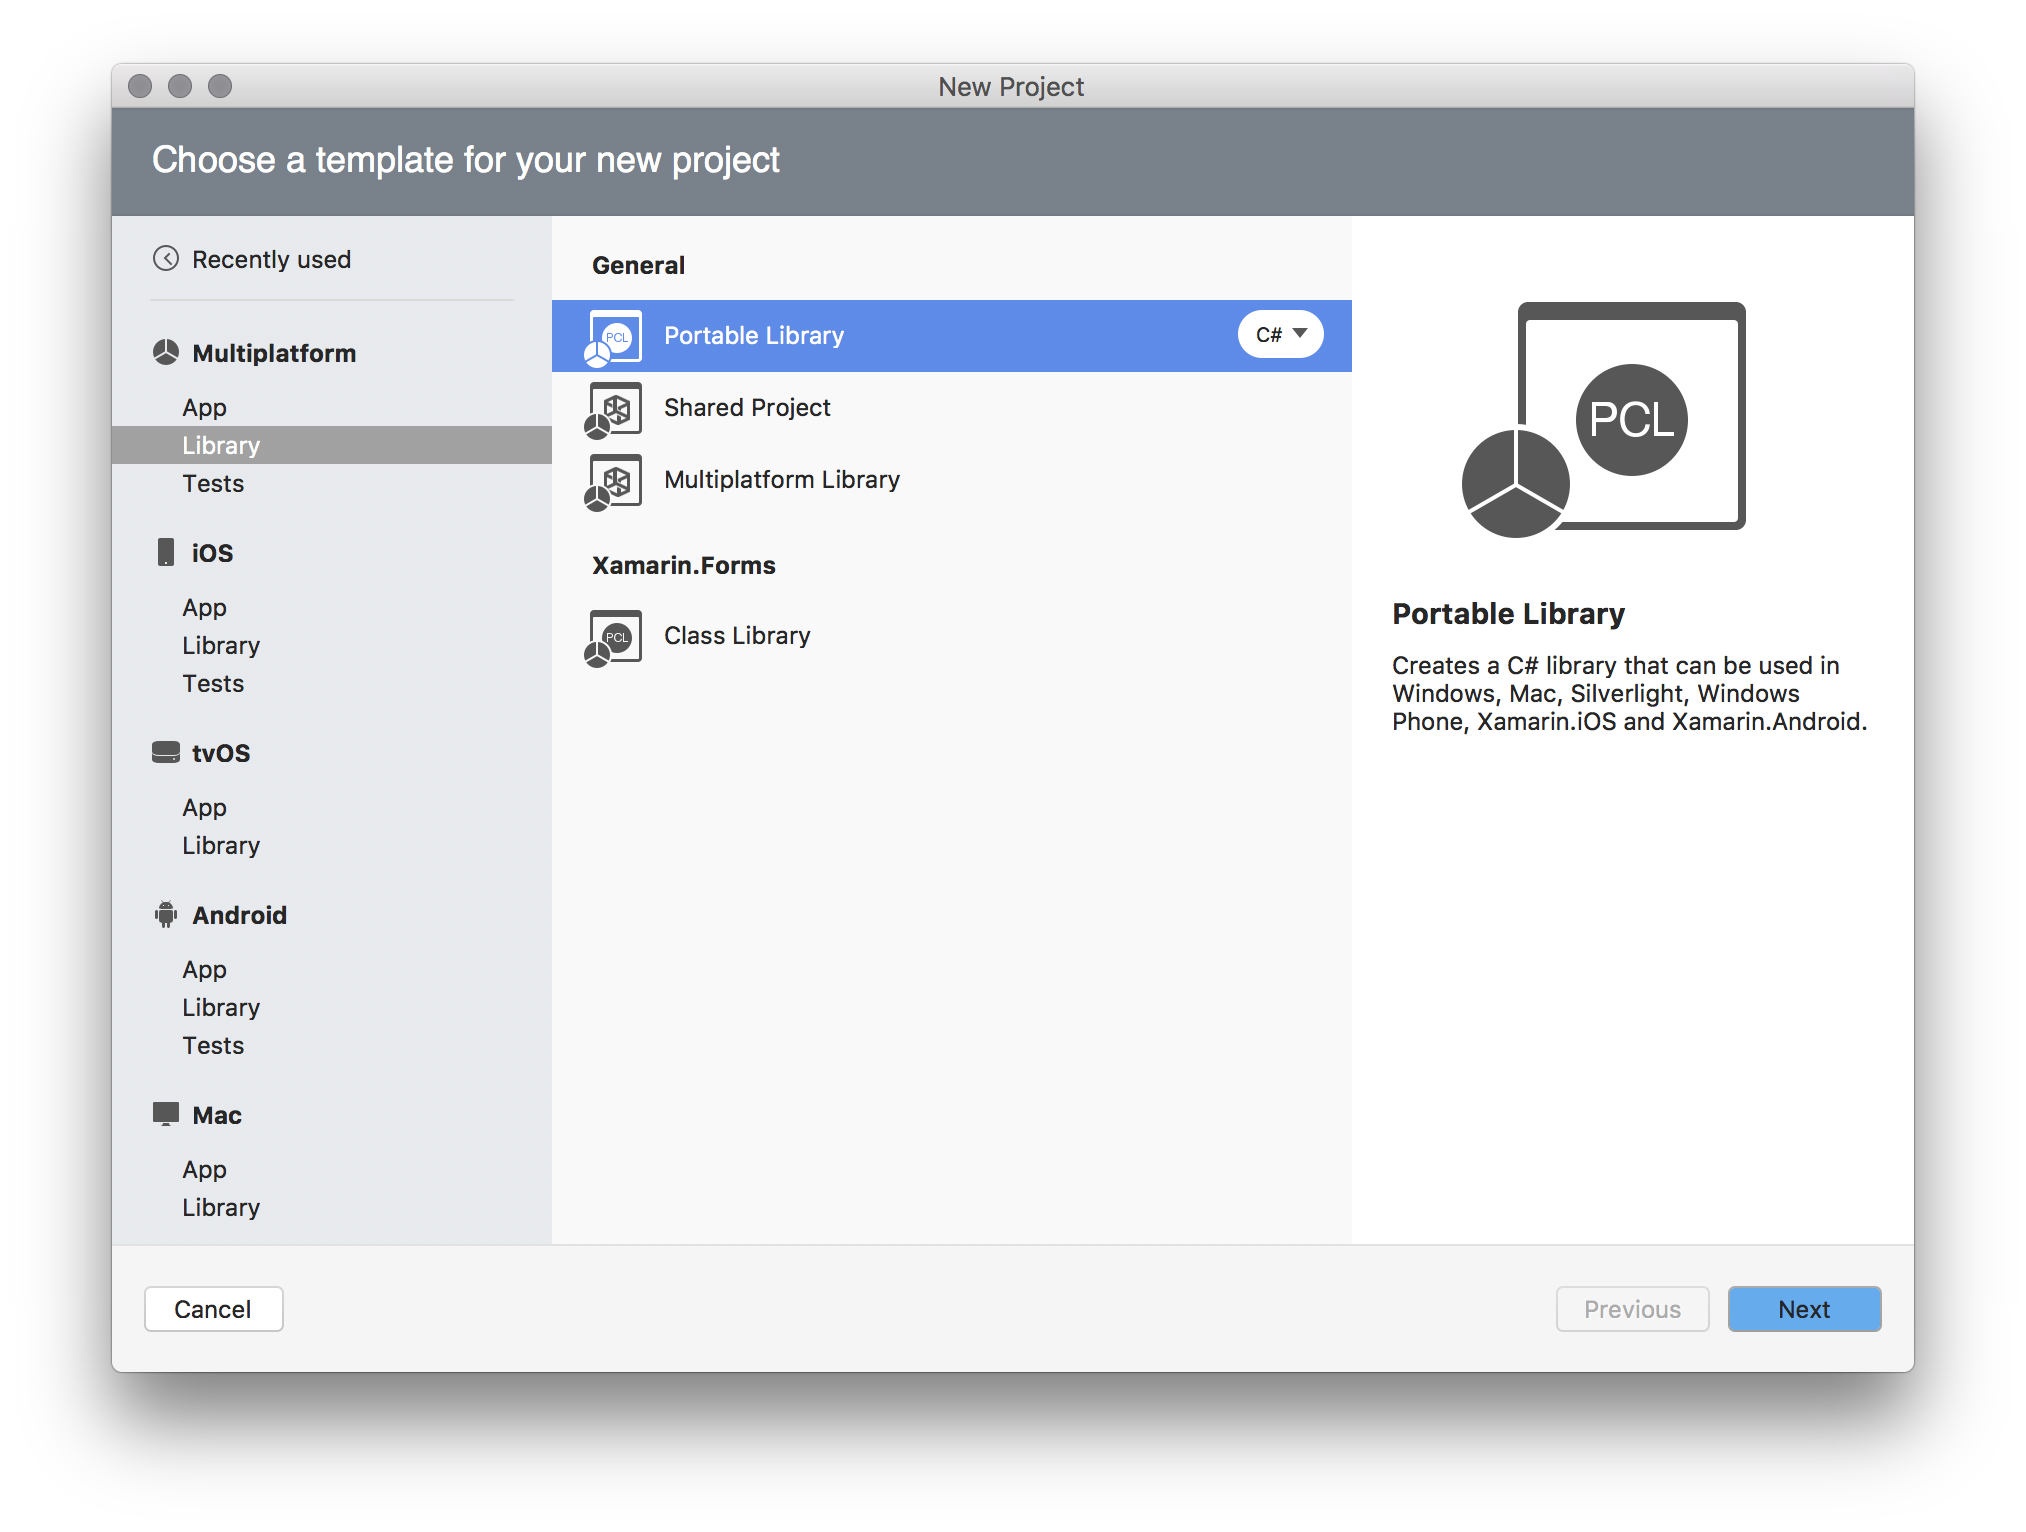 New Project
Choose a template for your new project
Recently used
Multiplatform
App
Library
Tests
iOS
App
Library
Tests
tvOS
App
Library
Android
App
Library
Tests
Mac
App
Library
General
PCL
Portable Library
C#
Shared Project
Multiplatform Library
Xamarin.Forms
PCL
Class Library
PCL
Portable Library
Creates a C# library that can be used in
Windows, Mac, Silverlight, Windows
Phone, Xamarin.iOS and Xamarin.Android.
Cancel
Previous
Next